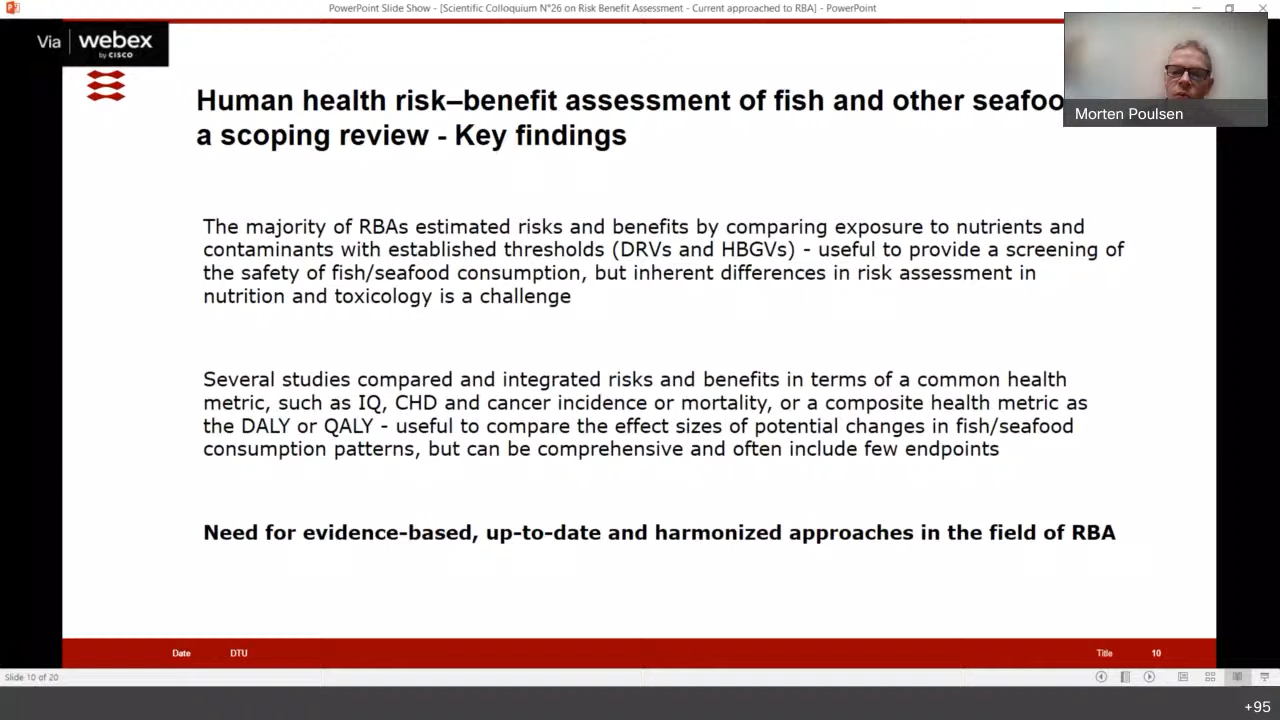 PowerPoint Slide Show - [Scientific Colloquium N°26 on Risk Benefit Assessment - Current approached to RBA] - PowerPoint
Via webex
by CISCO
Morten Poulsen
Human health risk–benefit assessment of fish and other seafoo
a scoping review - Key findings
The majority of RBAs estimated risks and benefits by comparing exposure to nutrients and
contaminants with established thresholds (DRVs and HBGVs) - useful to provide a screening of
the safety of fish/seafood consumption, but inherent differences in risk assessment in
nutrition and toxicology is a challenge
Several studies compared and integrated risks and benefits in terms of a common health
metric, such as IQ, CHD and cancer incidence or mortality, or a composite health metric as
the DALY or QALY - useful to compare the effect sizes of potential changes in fish/seafood
consumption patterns, but can be comprehensive and often include few endpoints
Need for evidence-based, up-to-date and harmonized approaches in the field of RBA
Date DTU Title 10
Slide 10 of 20
+95